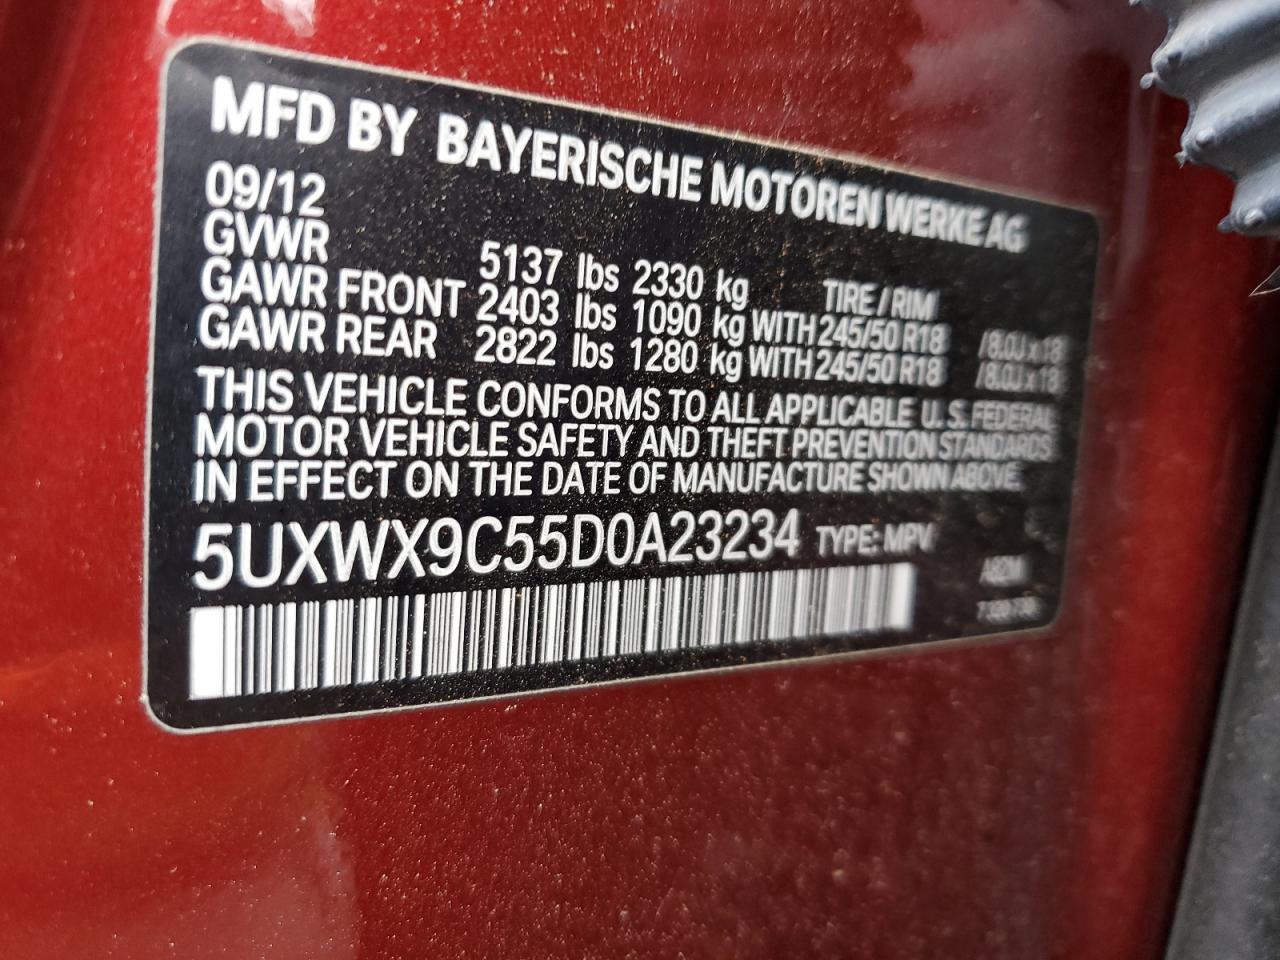 MFD BY BAYERISCHE MOTOREN WERKE AG
09/12
GVWR 5137 lbs 2330 kg TIRE / RIM
GAWR FRONT 2403 lbs 1090 kg WITH 245/50 R18 /8.0J x 18
GAWR REAR 2822 lbs 1280 kg WITH 245/50 R18 /8.0J x 18
THIS VEHICLE CONFORMS TO ALL APPLICABLE U. S. FEDERAL
MOTOR VEHICLE SAFETY AND THEFT PREVENTION STANDARDS
IN EFFECT ON THE DATE OF MANUFACTURE SHOWN ABOVE.
5UXWX9C55D0A23234 TYPE: MPV